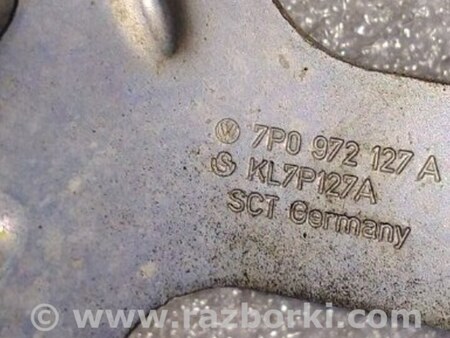 7P0 972 127 A
KL7P127A
SCT Germany
© www.razborki.com